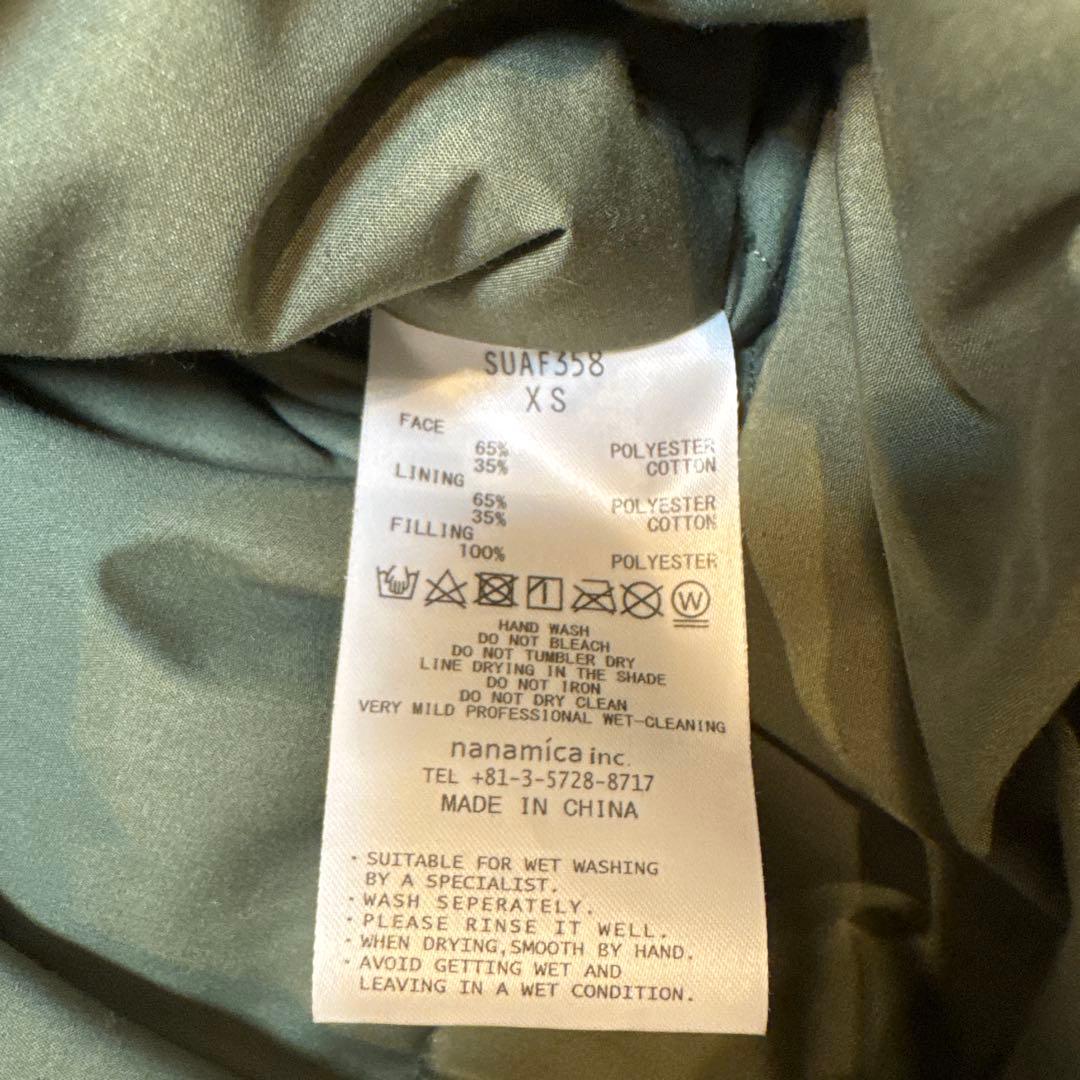 SUAF358
XS
FACE
65% POLYESTER
35% COTTON
LINING
65% POLYESTER
35% COTTON
FILLING
100% POLYESTER
W
HAND WASH
DO NOT BLEACH
DO NOT TUMBLER DRY
LINE DRYING IN THE SHADE
DO NOT IRON
DO NOT DRY CLEAN
VERY MILD PROFESSIONAL WET-CLEANING
nanamica inc.
TEL +81-3-5728-8717
MADE IN CHINA
・SUITABLE FOR WET WASHING
BY A SPECIALIST.
・WASH SEPERATELY.
・PLEASE RINSE IT WELL.
・WHEN DRYING,SMOOTH BY HAND.
・AVOID GETTING WET AND
LEAVING IN A WET CONDITION.